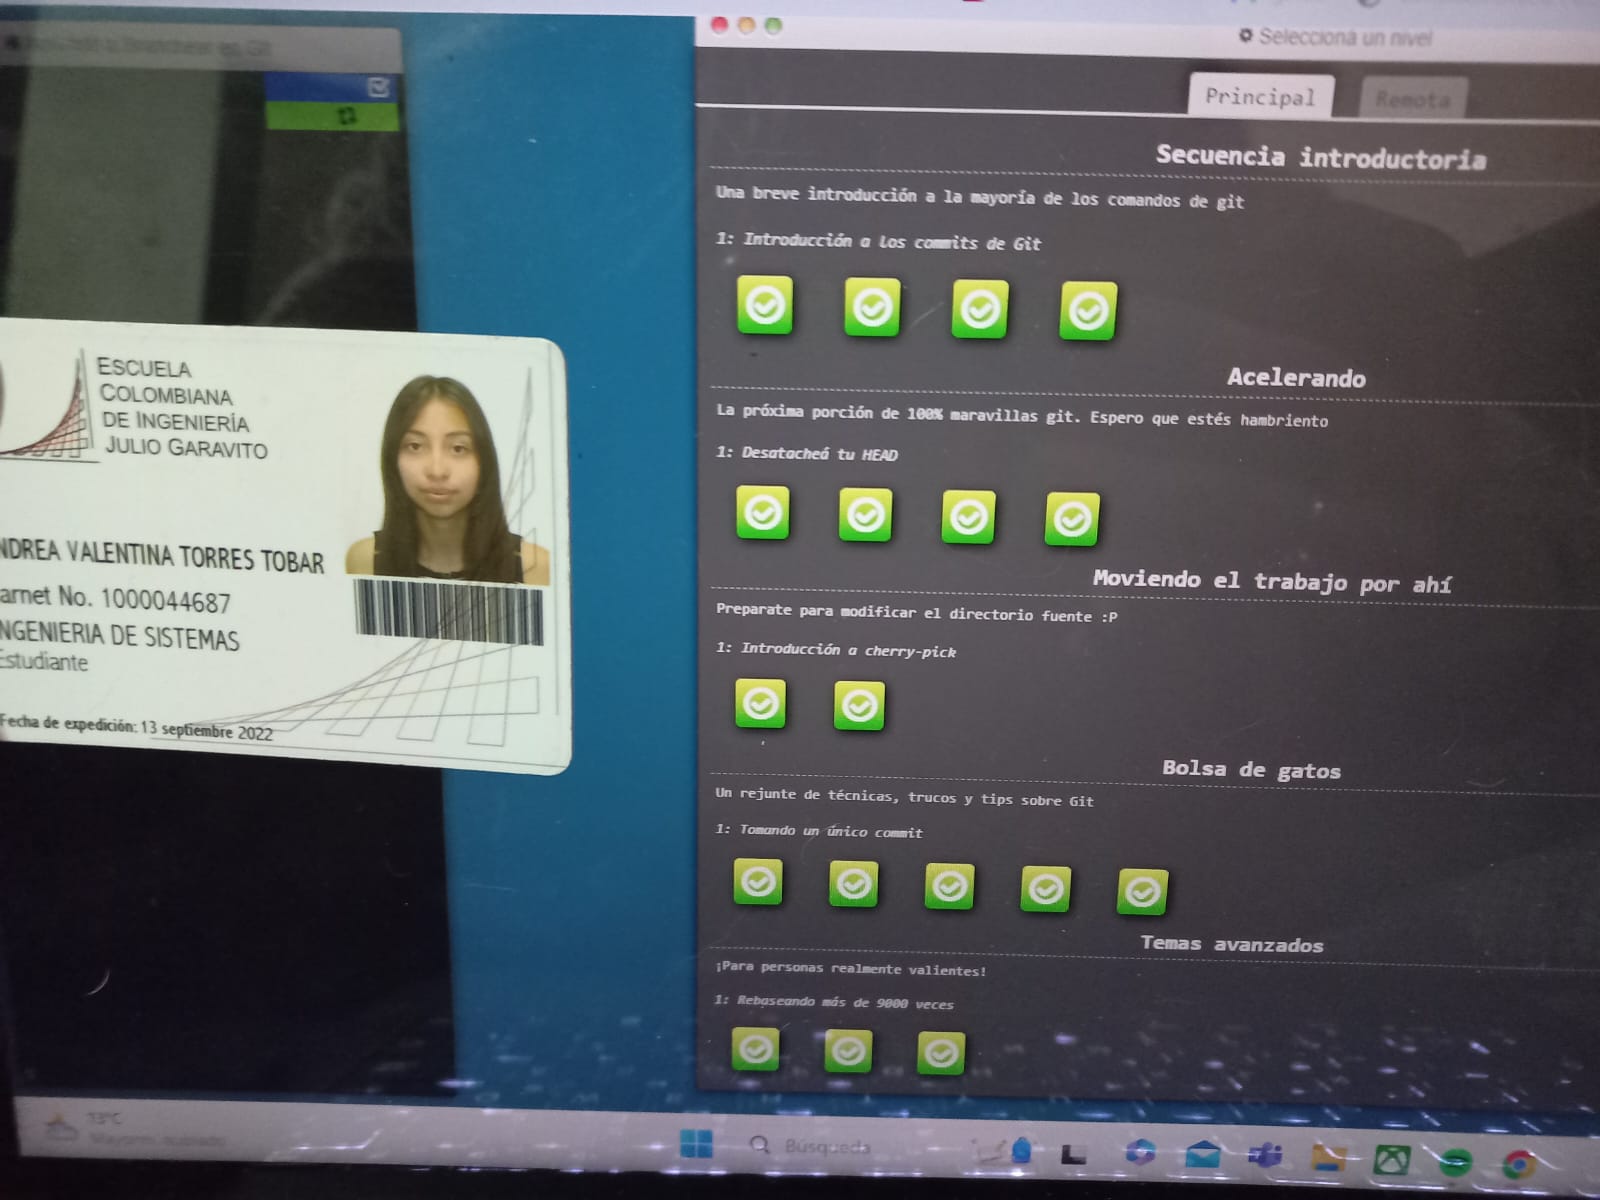 Seleccioná un nivel
Principal
Remota
Secuencia introductoria
Una breve introducción a la mayoría de los comandos de git
1: Introducción a los commits de Git
Acelerando
La próxima porción de 100% maravillas git. Espero que estés hambriento
1: Desatacheá tu HEAD
Moviendo el trabajo por ahí
Preparate para modificar el directorio fuente :P
1: Introducción a cherry-pick
Bolsa de gatos
Un rejunte de técnicas, trucos y tips sobre Git
1: Tomando un único commit
Temas avanzados
¡Para personas realmente valientes!
1: Rebaseando más de 9000 veces
ESCUELA
COLOMBIANA
DE INGENIERÍA
JULIO GARAVITO
NDREA VALENTINA TORRES TOBAR
arnet No. 1000044687
NGENIERIA DE SISTEMAS
Estudiante
Fecha de expedición: 13 septiembre 2022
13°C
Búsqueda